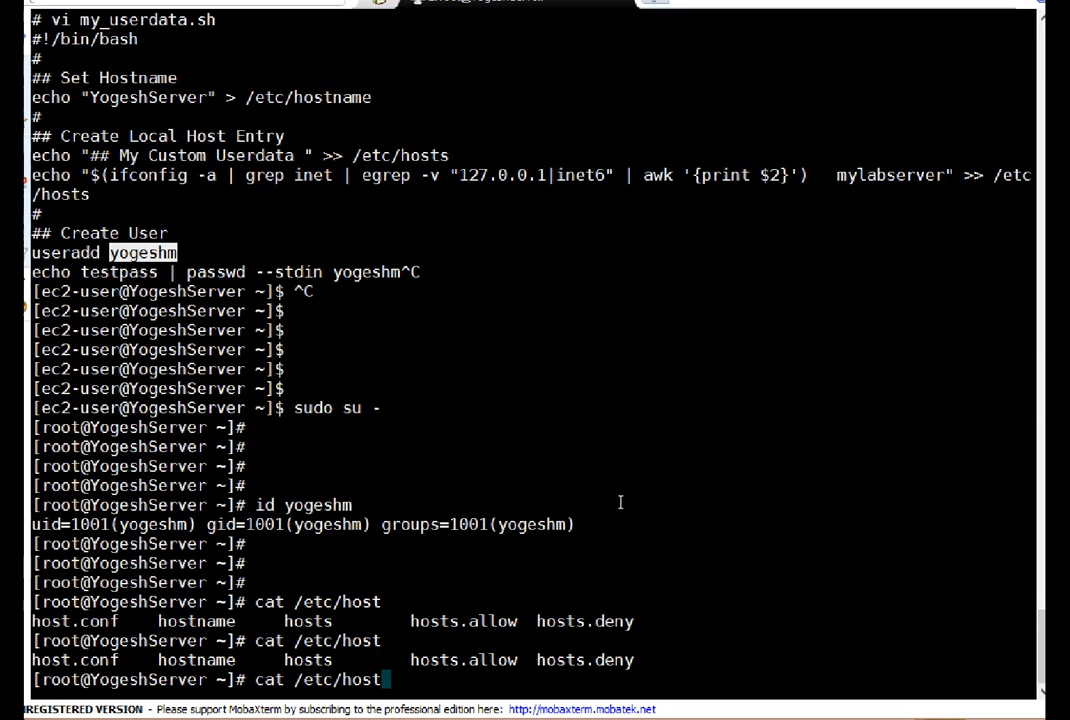 # vi my_userdata.sh
#!/bin/bash
#
## Set Hostname
echo "YogeshServer" > /etc/hostname
#
## Create Local Host Entry
echo "## My Custom Userdata " >> /etc/hosts
echo "$(ifconfig -a | grep inet | egrep -v "127.0.0.1|inet6" | awk '{print $2}')   mylabserver" >> /etc
/hosts
#
## Create User
useradd yogeshm
echo testpass | passwd --stdin yogeshm^C
[ec2-user@YogeshServer ~]$ ^C
[ec2-user@YogeshServer ~]$
[ec2-user@YogeshServer ~]$
[ec2-user@YogeshServer ~]$
[ec2-user@YogeshServer ~]$
[ec2-user@YogeshServer ~]$
[ec2-user@YogeshServer ~]$ sudo su -
[root@YogeshServer ~]#
[root@YogeshServer ~]#
[root@YogeshServer ~]#
[root@YogeshServer ~]#
[root@YogeshServer ~]# id yogeshm
uid=1001(yogeshm) gid=1001(yogeshm) groups=1001(yogeshm)
[root@YogeshServer ~]#
[root@YogeshServer ~]#
[root@YogeshServer ~]#
[root@YogeshServer ~]# cat /etc/host
host.conf    hostname     hosts        hosts.allow  hosts.deny
[root@YogeshServer ~]# cat /etc/host
host.conf    hostname     hosts        hosts.allow  hosts.deny
[root@YogeshServer ~]# cat /etc/host
REGISTERED VERSION - Please support MobaXterm by subscribing to the professional edition here: http://mobaxterm.mobatek.net